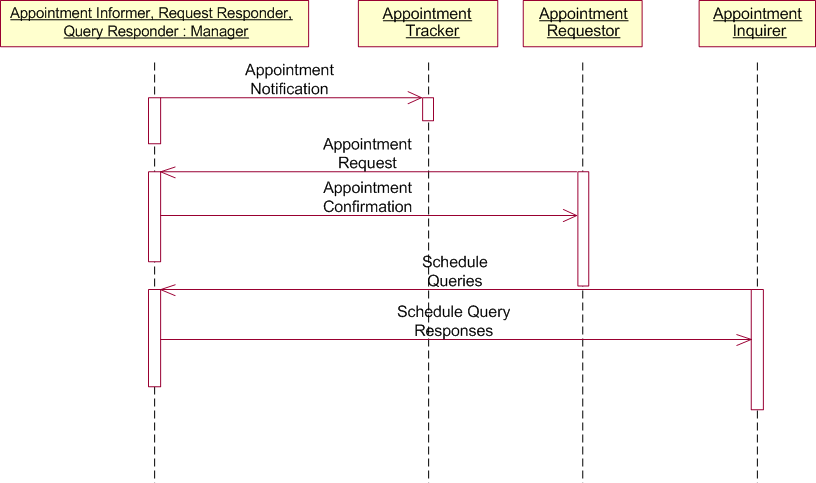 Appointment Informer, Request Responder,
Query Responder : Manager
Appointment
Tracker
Appointment
Requestor
Appointment
Inquirer
Appointment
Notification
Appointment
Request
Appointment
Confirmation
Schedule
Queries
Schedule Query
Responses